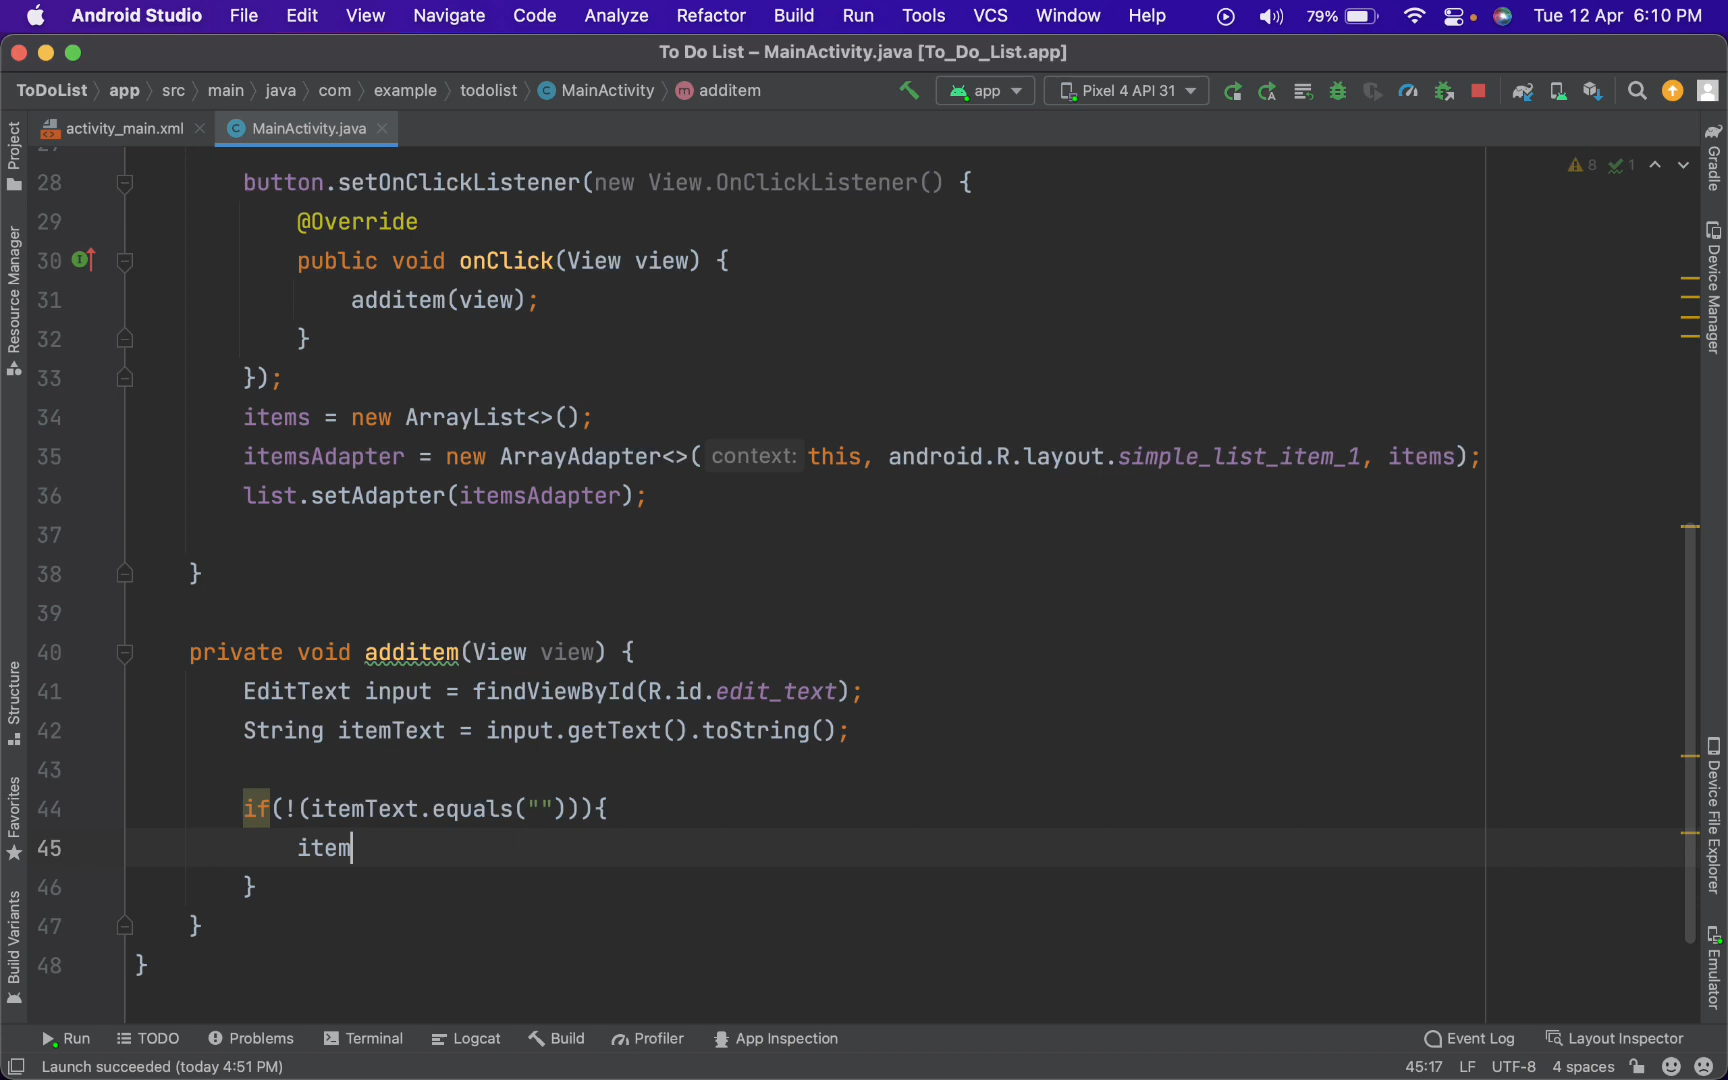 Android Studio File Edit View Navigate Code Analyze Refactor Build Run Tools VCS Window Help 79% Tue 12 Apr 6:10 PM
To Do List – MainActivity.java [To_Do_List.app]
ToDoList app src main java com example todolist C MainActivity m additem app Pixel 4 API 31
activity_main.xml C MainActivity.java
8 1
28 button.setOnClickListener(new View.OnClickListener() {
29 @Override
30 public void onClick(View view) {
31 additem(view);
32 }
33 });
34 items = new ArrayList<>();
35 itemsAdapter = new ArrayAdapter<>( context: this, android.R.layout.simple_list_item_1, items);
36 list.setAdapter(itemsAdapter);
37
38 }
39
40 private void additem(View view) {
41 EditText input = findViewById(R.id.edit_text);
42 String itemText = input.getText().toString();
43
44 if(!(itemText.equals(""))){
45 item
46 }
47 }
48 }
Project
Resource Manager
Structure
Favorites
Build Variants
Gradle
Device Manager
Device File Explorer
Emulator
Run TODO Problems Terminal Logcat Build Profiler App Inspection Event Log Layout Inspector
Launch succeeded (today 4:51 PM) 45:17 LF UTF-8 4 spaces